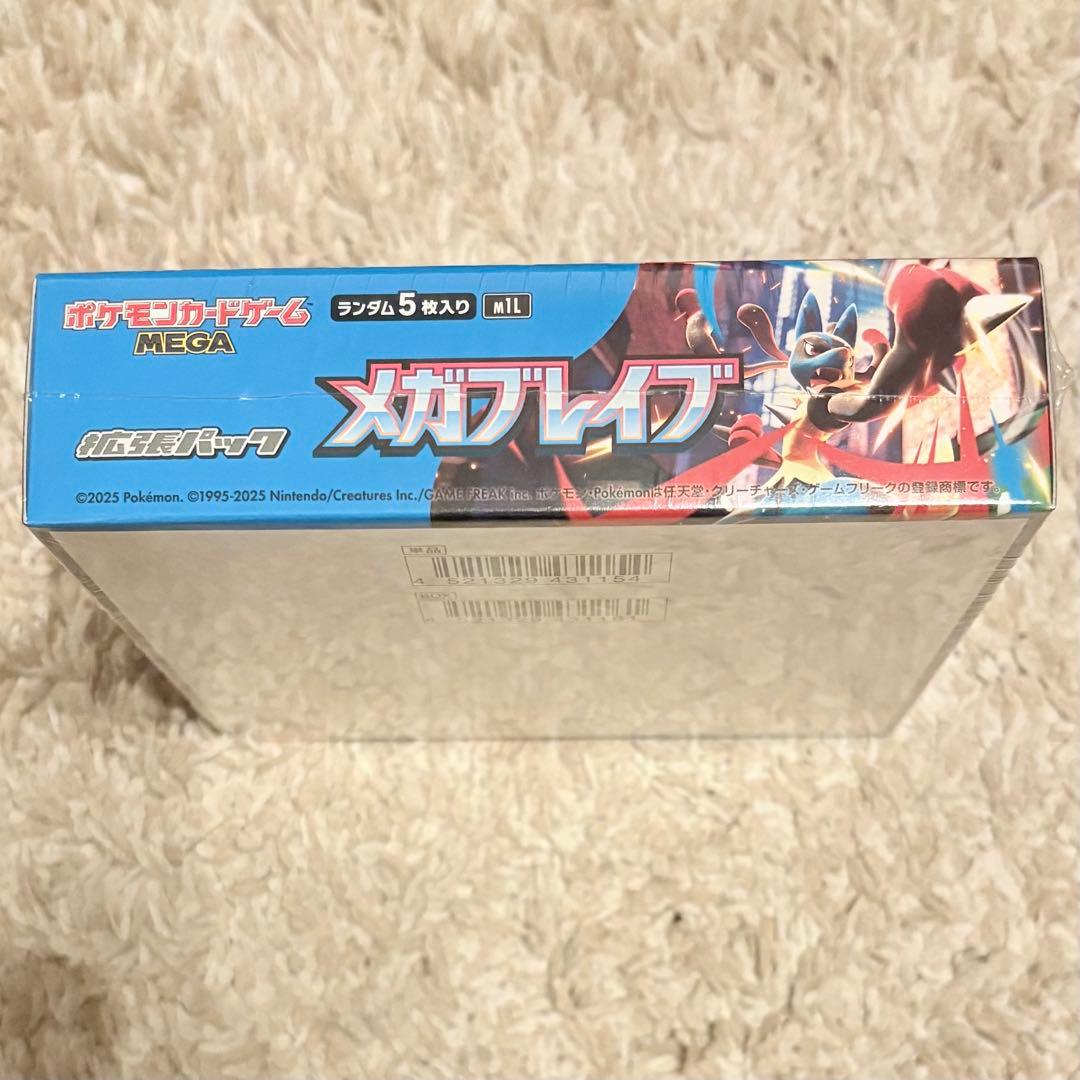 ポケモンカードゲーム™
MEGA
ランダム5枚入り M1L
メガブレイブ
拡張パック
©2025 Pokémon. ©1995-2025 Nintendo/Creatures Inc./GAME FREAK inc. ポケモン・Pokémonは任天堂・クリーチャーズ・ゲームフリークの登録商標です。
単品
4 521329 431154
BOX